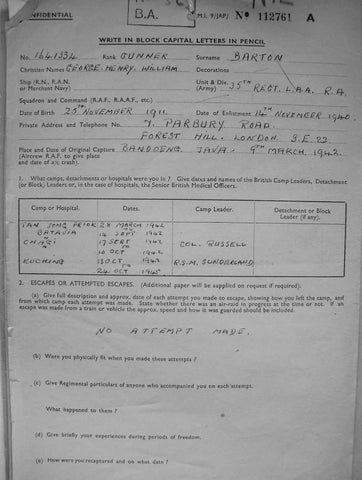 CONFIDENTIAL
B.A.
M.I. 9/JAP/ Nº 112761 A
WRITE IN BLOCK CAPITAL LETTERS IN PENCIL
No. 1641334 Rank GUNNER Surname BARTON
Christian Names GEORGE. HENRY. WILLIAM Decorations
Ship (R.N., R.A.N. or Merchant Navy) Unit & Div. (Army) 35TH RECT. L.A.A. R.A.
Squadron and Command (R.A.F., R.A.A.F., etc.)
Date of Birth 25 NOVEMBER 1911. Date of Enlistment 14TH NOVEMBER 1940.
Private Address and Telephone No. 7. PARBURY ROAD.
FOREST HILL. LONDON S.E. 23
Place and Date of Original Capture BANDOENG. JAVA. 9TH MARCH. 1942.
(Aircrew R.A.F. to give place
and date of a/c crash).
1. What camps, detachments or hospitals were you in? Give dates and names of the British Camp Leaders, Detachment
(or Block) Leaders or, in the case of hospitals, the Senior British Medical Officers.
Camp or Hospital. Dates. Camp Leader. Detachment or Block Leader (if any).
TAN JONG PRIOK 28 MARCH 1942
BATAVIA 14 SEPT 1942
CHANGI 17 SEPT COL. RUSSELL
10 OCT 1942
KUCHING 13 OCT 1942 R.S.M. SUNDERLAND
24 OCT 1945
2. ESCAPES OR ATTEMPTED ESCAPES. (Additional paper will be supplied on request if required).
(a) Give full description and approx. date of each attempt you made to escape, showing how you left the camp, and
from which camp each attempt was made. State whether there was an air-raid in progress at the time or not. If an
escape was made from a train or vehicle the approx. speed and how it was guarded should be included.
NO ATTEMPT MADE.
(b) Were you physically fit when you made these attempts?
(c) Give Regimental particulars of anyone who accompanied you on each attempt.
What happened to them?
(d) Give briefly your experiences during periods of freedom.
(e) How were you recaptured and on what date?